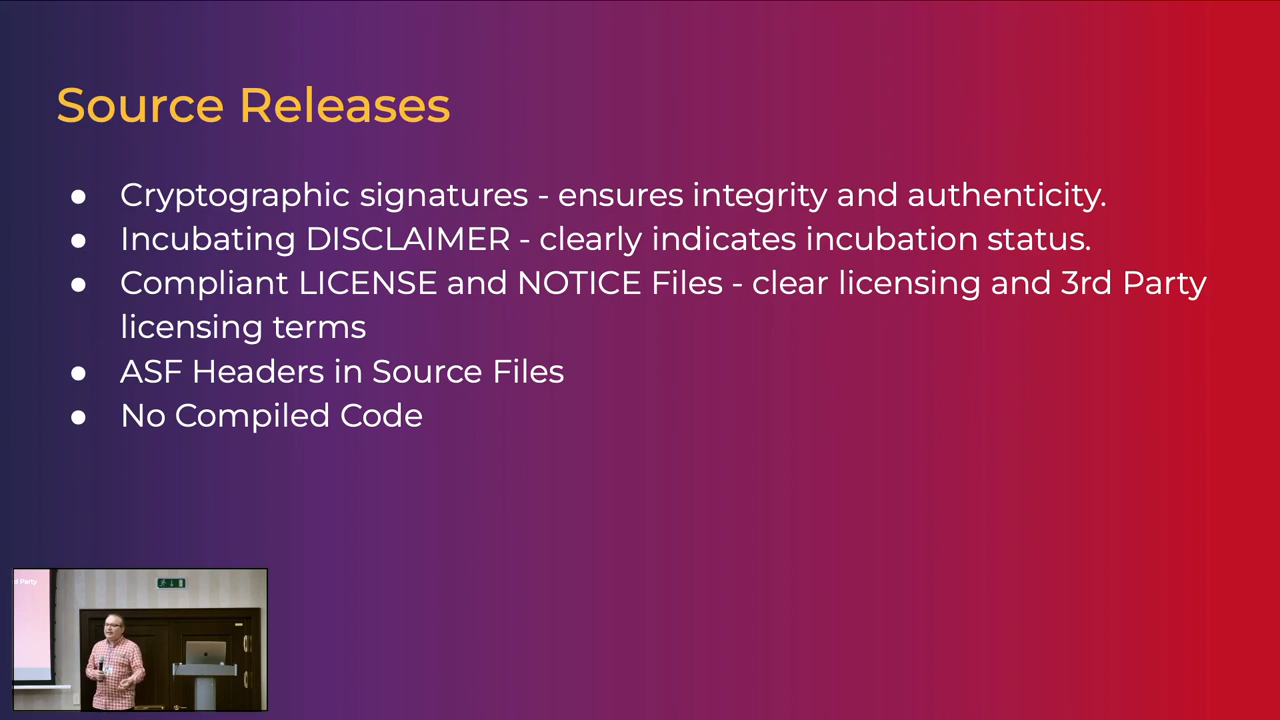 Source Releases
● Cryptographic signatures - ensures integrity and authenticity.
● Incubating DISCLAIMER - clearly indicates incubation status.
● Compliant LICENSE and NOTICE Files - clear licensing and 3rd Party
licensing terms
● ASF Headers in Source Files
● No Compiled Code
d Party